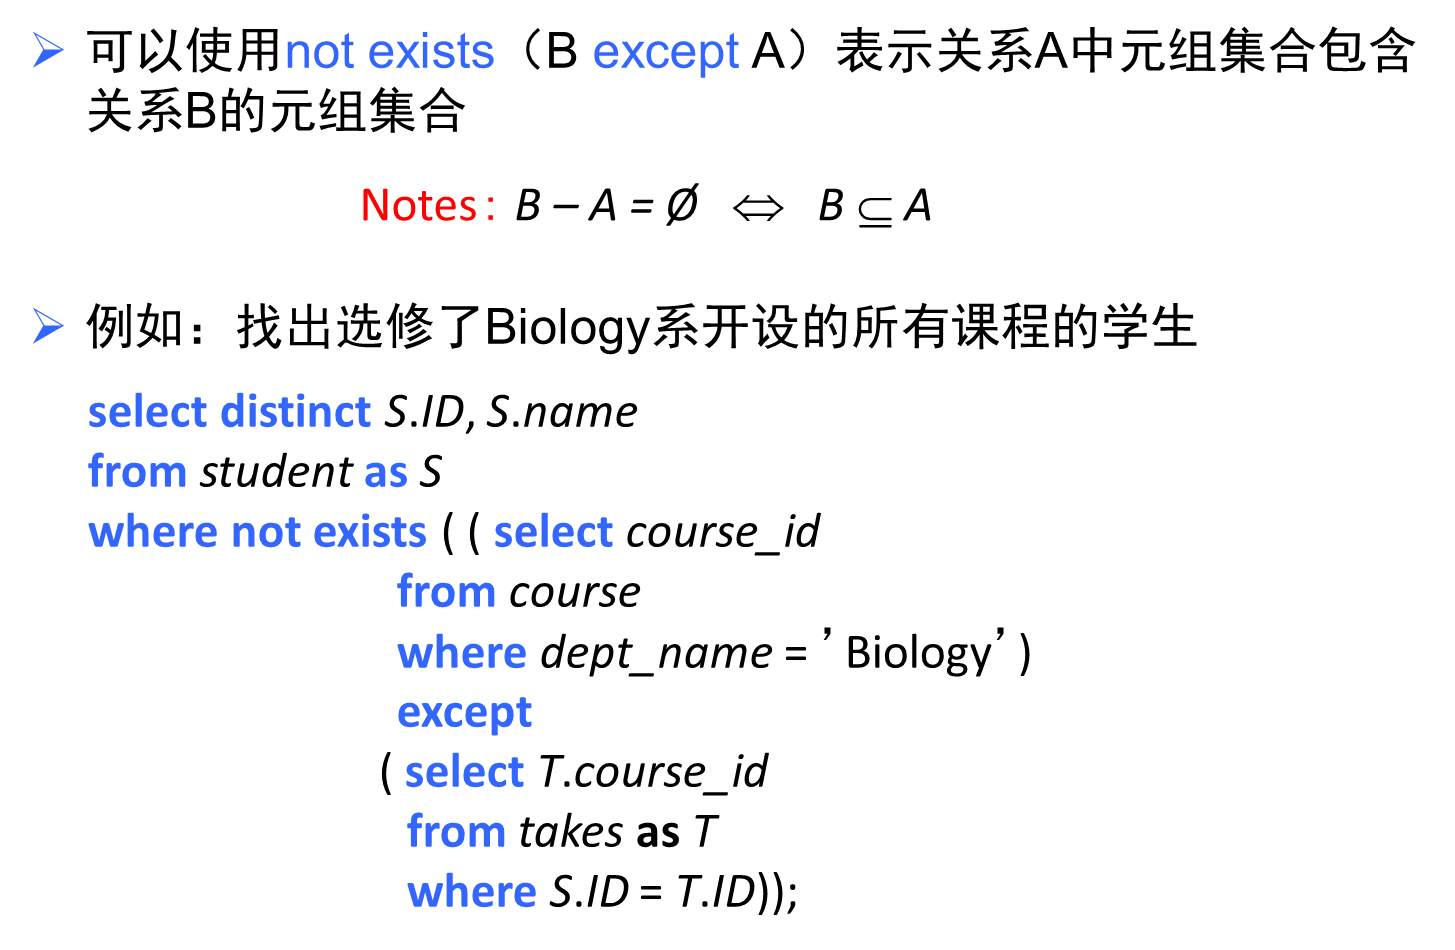 ➢ 可以使用not exists（B except A）表示关系A中元组集合包含
关系B的元组集合
Notes: B – A = Ø ⇔ B ⊆ A
➢ 例如：找出选修了Biology系开设的所有课程的学生
select distinct S.ID, S.name
from student as S
where not exists ( ( select course_id
from course
where dept_name = ’Biology’ )
except
( select T.course_id
from takes as T
where S.ID = T.ID));